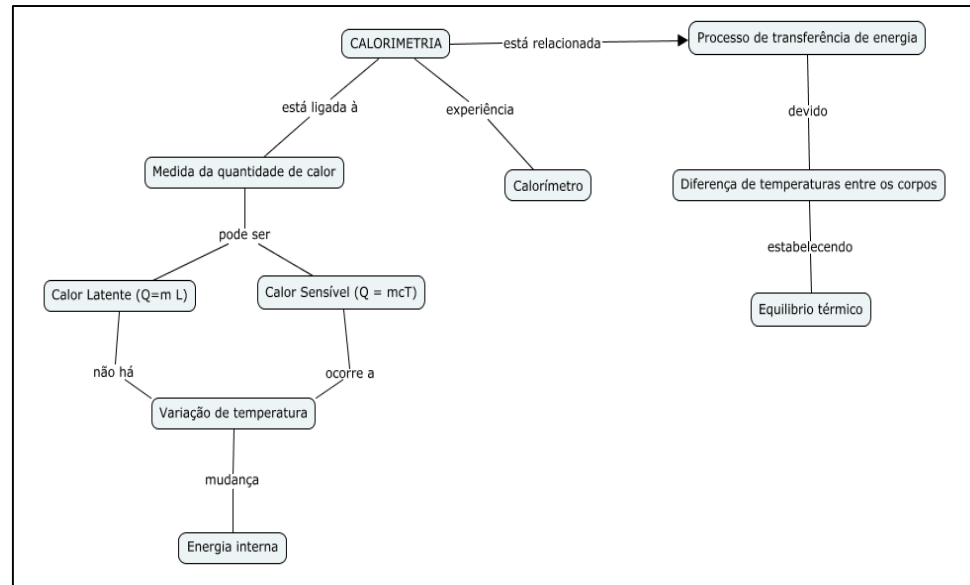 CALORIMETRIA
está relacionada
Processo de transferência de energia
está ligada à
experiência
devido
Medida da quantidade de calor
Calorímetro
Diferença de temperaturas entre os corpos
pode ser
estabelecendo
Calor Latente (Q=m L)
Calor Sensível (Q = mcT)
Equilibrio térmico
não há
ocorre a
Variação de temperatura
mudança
Energia interna